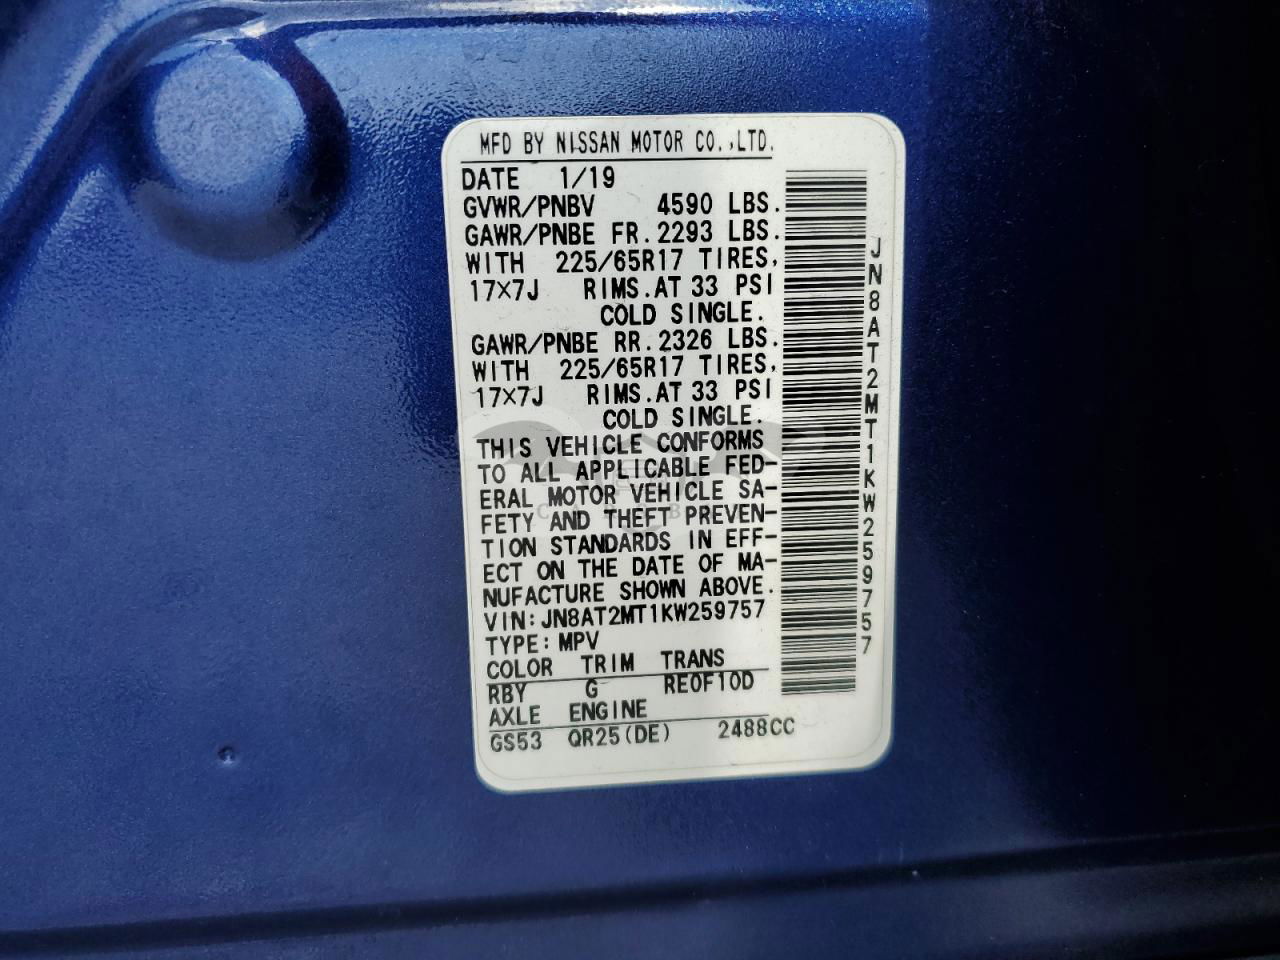 MFD BY NISSAN MOTOR CO.,LTD.
DATE 1/19
GVWR/PNBV 4590 LBS.
GAWR/PNBE FR.2293 LBS.
WITH 225/65R17 TIRES,
17×7J RIMS.AT 33 PSI
COLD SINGLE.
GAWR/PNBE RR.2326 LBS.
WITH 225/65R17 TIRES,
17×7J RIMS.AT 33 PSI
COLD SINGLE.
THIS VEHICLE CONFORMS
TO ALL APPLICABLE FED-
ERAL MOTOR VEHICLE SA-
FETY AND THEFT PREVEN-
TION STANDARDS IN EFF-
ECT ON THE DATE OF MA-
NUFACTURE SHOWN ABOVE.
VIN:JN8AT2MT1KW259757
TYPE:MPV
COLOR TRIM TRANS
RBY G RE0F10D
AXLE ENGINE
GS53 QR25(DE) 2488CC
JN8AT2MT1KW259757